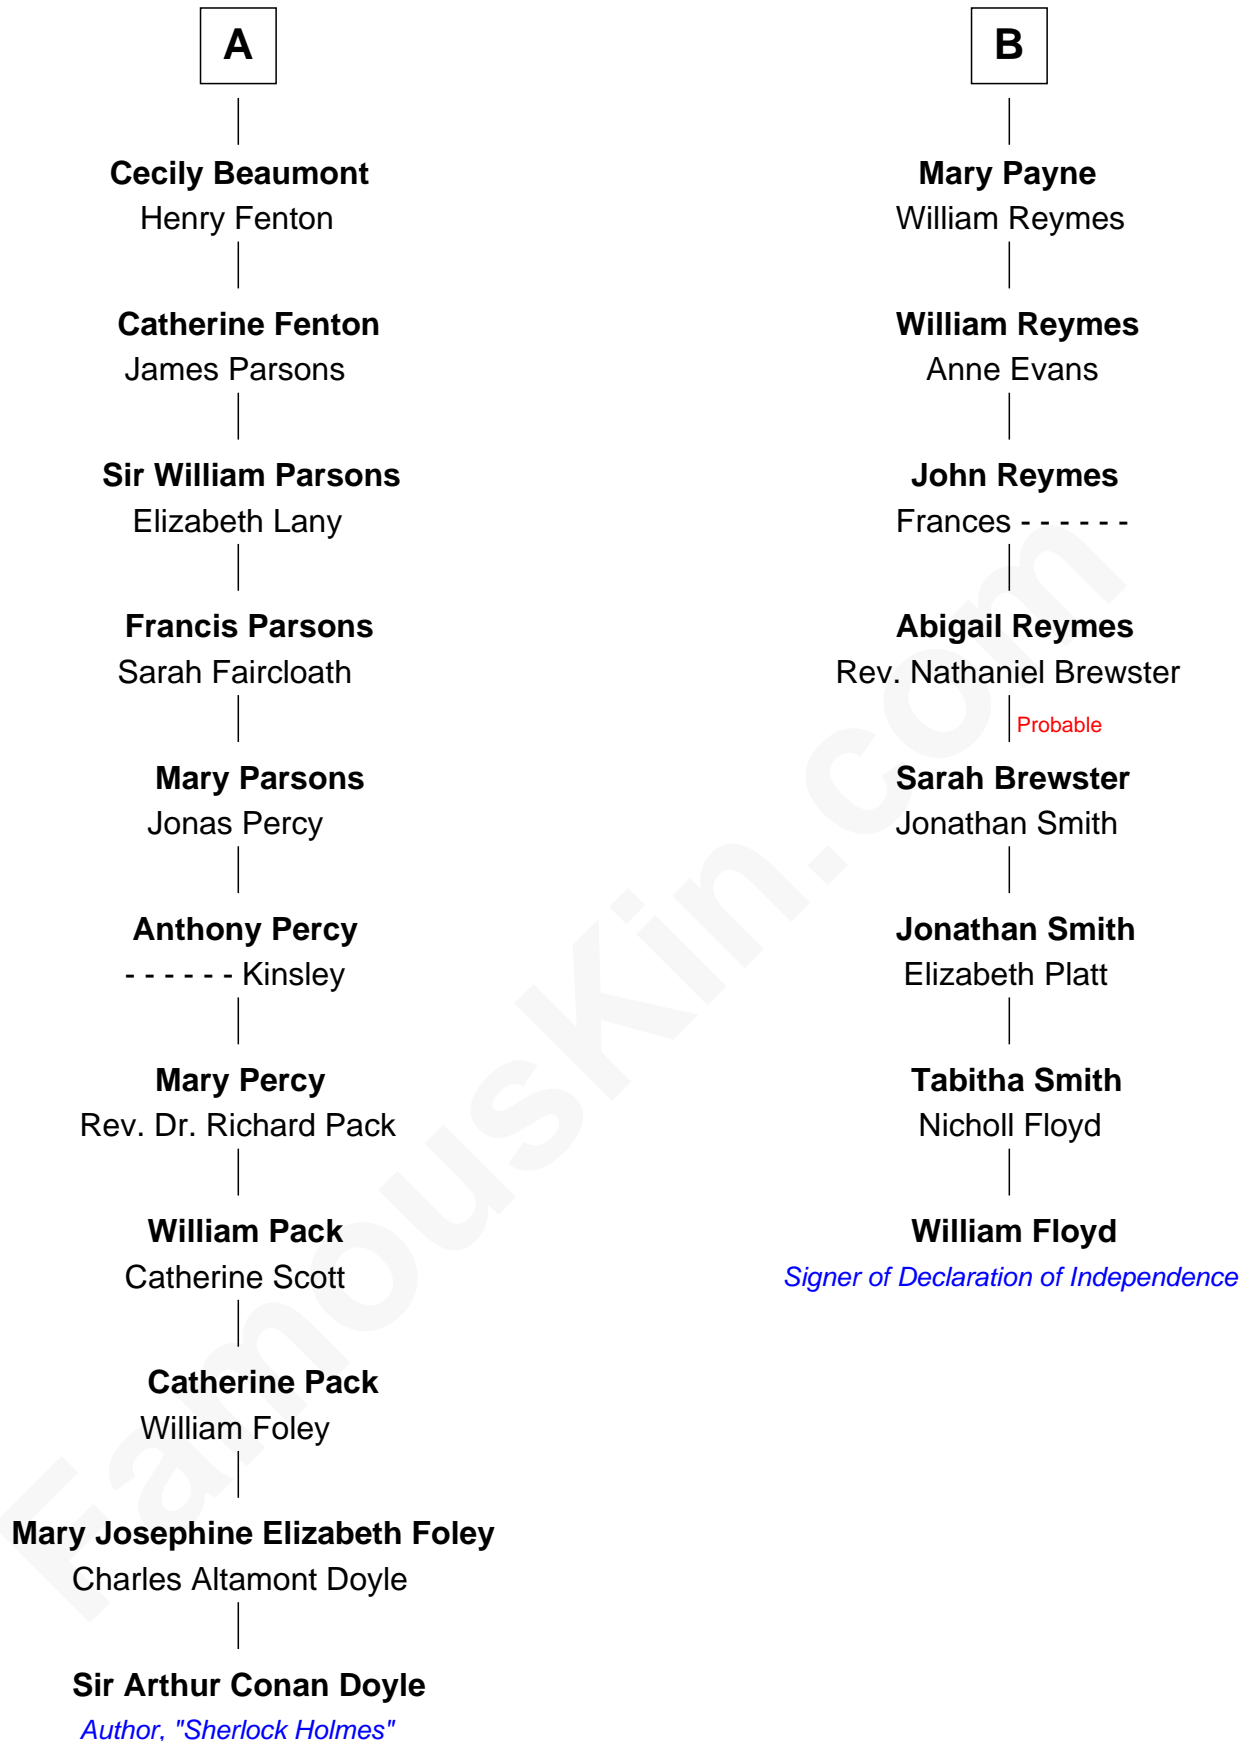 A
Cecily Beaumont
Henry Fenton
Catherine Fenton
James Parsons
Sir William Parsons
Elizabeth Lany
Francis Parsons
Sarah Faircloath
Mary Parsons
Jonas Percy
Anthony Percy
- - - - - - Kinsley
Mary Percy
Rev. Dr. Richard Pack
William Pack
Catherine Scott
Catherine Pack
William Foley
Mary Josephine Elizabeth Foley
Charles Altamont Doyle
Sir Arthur Conan Doyle
Author, "Sherlock Holmes"
B
Mary Payne
William Reymes
William Reymes
Anne Evans
John Reymes
Frances - - - - - -
Abigail Reymes
Rev. Nathaniel Brewster
Probable
Sarah Brewster
Jonathan Smith
Jonathan Smith
Elizabeth Platt
Tabitha Smith
Nicholl Floyd
William Floyd
Signer of Declaration of Independence
FamousKin.com